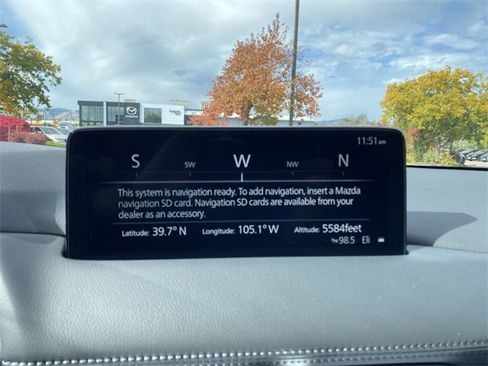 11:51 am
S SW W NW N
This system is navigation ready. To add navigation, insert a Mazda
navigation SD card. Navigation SD cards are available from your
dealer as an accessory.
Latitude: 39.7° N Longitude: 105.1° W Altitude: 5584feet
98.5 Eli